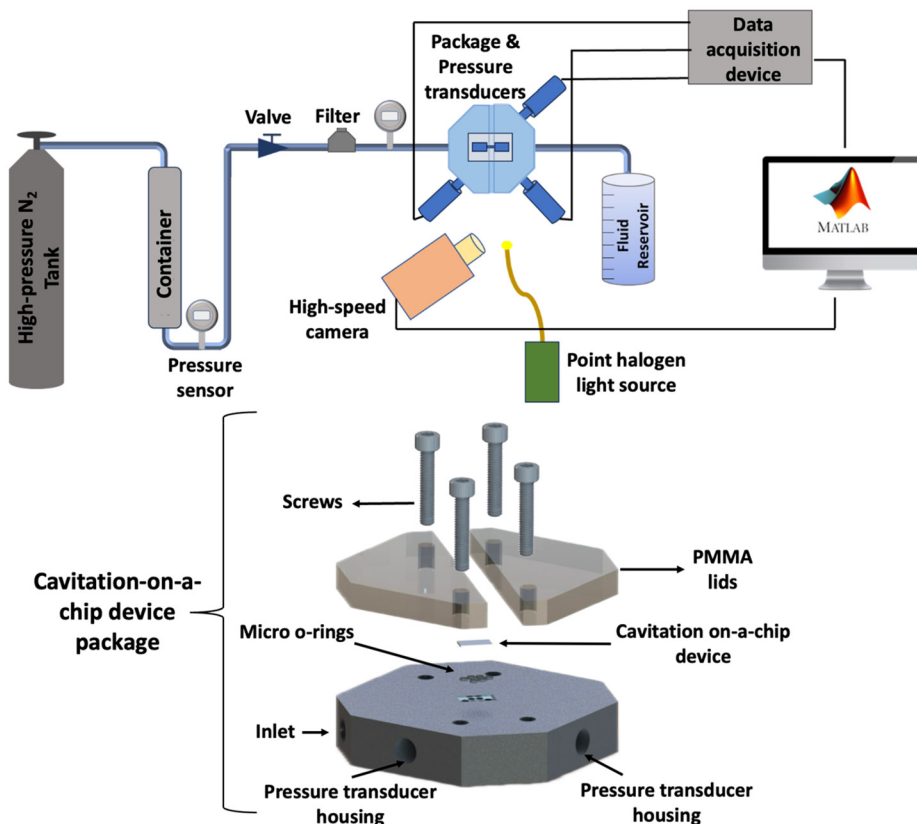 Package &
Pressure
transducers
Data
acquisition
device
Valve
Filter
High-pressure N₂
Tank
Container
Pressure
sensor
High-speed
camera
Fluid
Reservoir
MATLAB
Point halogen
light source
Screws
PMMA
lids
Cavitation-on-a-
chip device
package
Micro o-rings
Cavitation on-a-chip
device
Inlet
Pressure transducer
housing
Pressure transducer
housing